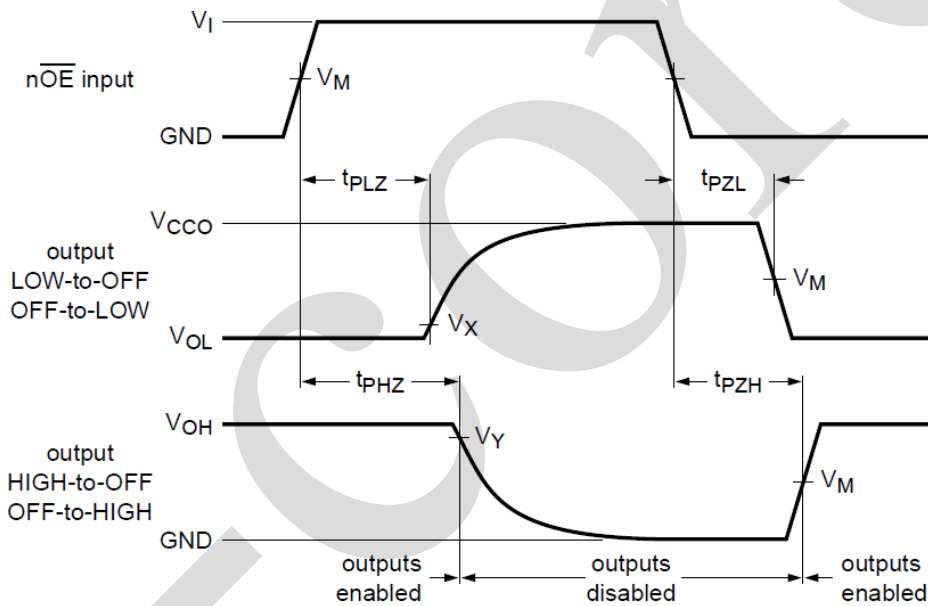 VI
nOE input
VM
GND
tPLZ
tPZL
VCCO
output
LOW-to-OFF
OFF-to-LOW
VM
VX
VOL
tPHZ
tPZH
VOH
VY
output
HIGH-to-OFF
OFF-to-HIGH
VM
GND
outputs
enabled
outputs
disabled
outputs
enabled